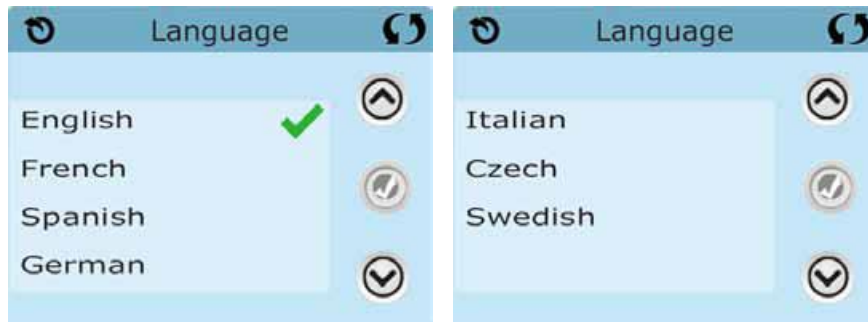 Language
English
French
Spanish
German
Language
Italian
Czech
Swedish